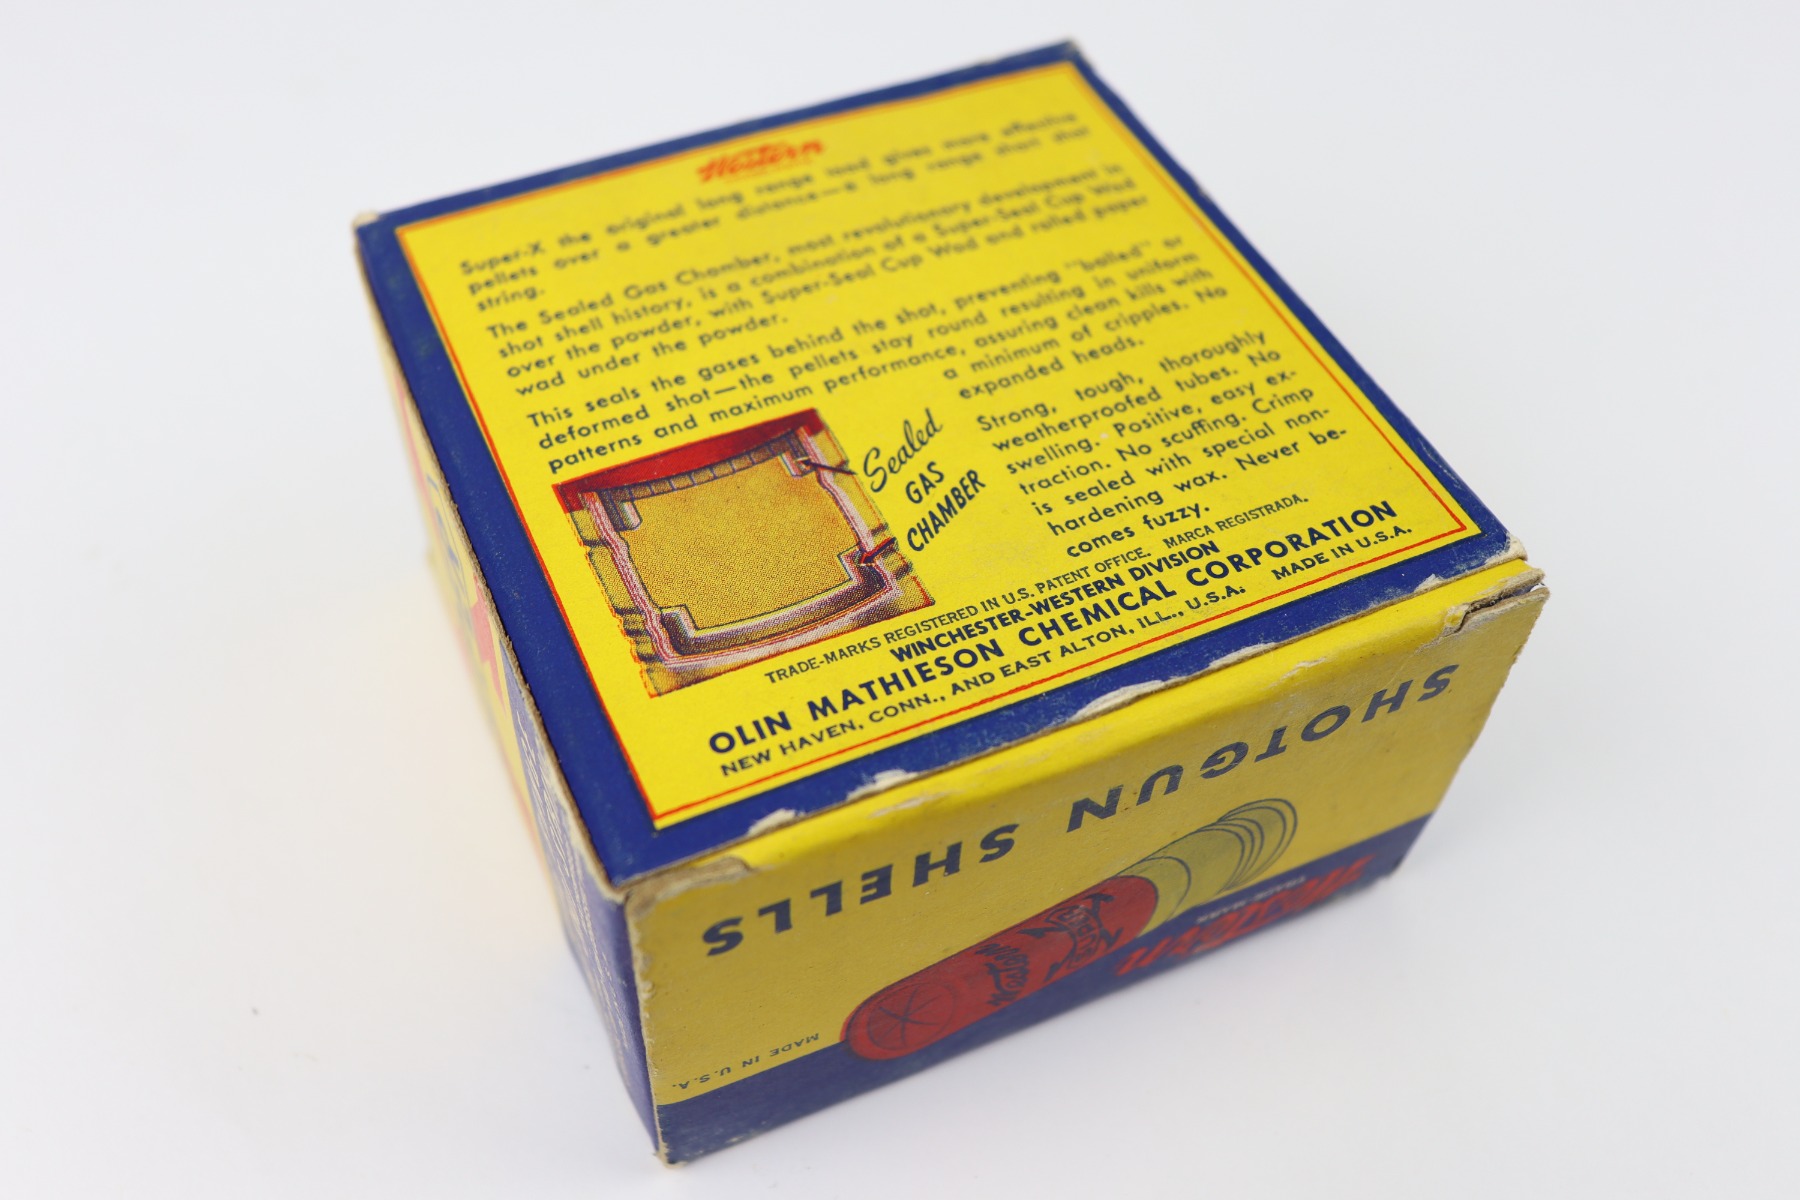 Western
Super-X the original long range load gives more effective
pellets over a greater distance—a long range that shot
string.
The Sealed Gas Chamber, most revolutionary development in
shot shell history, is a combination of a Super-Seal Cup Wad
over the powder, with Super-Seal Cup Wad and rolled paper
wad under the powder.
This seals the gases behind the shot, preventing "balled" or
deformed shot—the pellets stay round resulting in uniform
patterns and maximum performance, assuring clean kills with
a minimum of cripples. No
expanded heads.
Strong, tough, thoroughly
weatherproofed tubes. No
swelling. Positive, easy ex-
traction. No scuffing. Crimp
is sealed with special non-
hardening wax. Never be-
comes fuzzy.
Sealed
GAS
CHAMBER
TRADE-MARKS REGISTERED IN U.S. PATENT OFFICE. MARCA REGISTRADA.
WINCHESTER-WESTERN DIVISION
OLIN MATHIESON CHEMICAL CORPORATION
NEW HAVEN, CONN., AND EAST ALTON, ILL., U.S.A. MADE IN U.S.A.
SHOTGUN SHELLS
Western
TRADE-MARK
Western
MADE IN U.S.A.